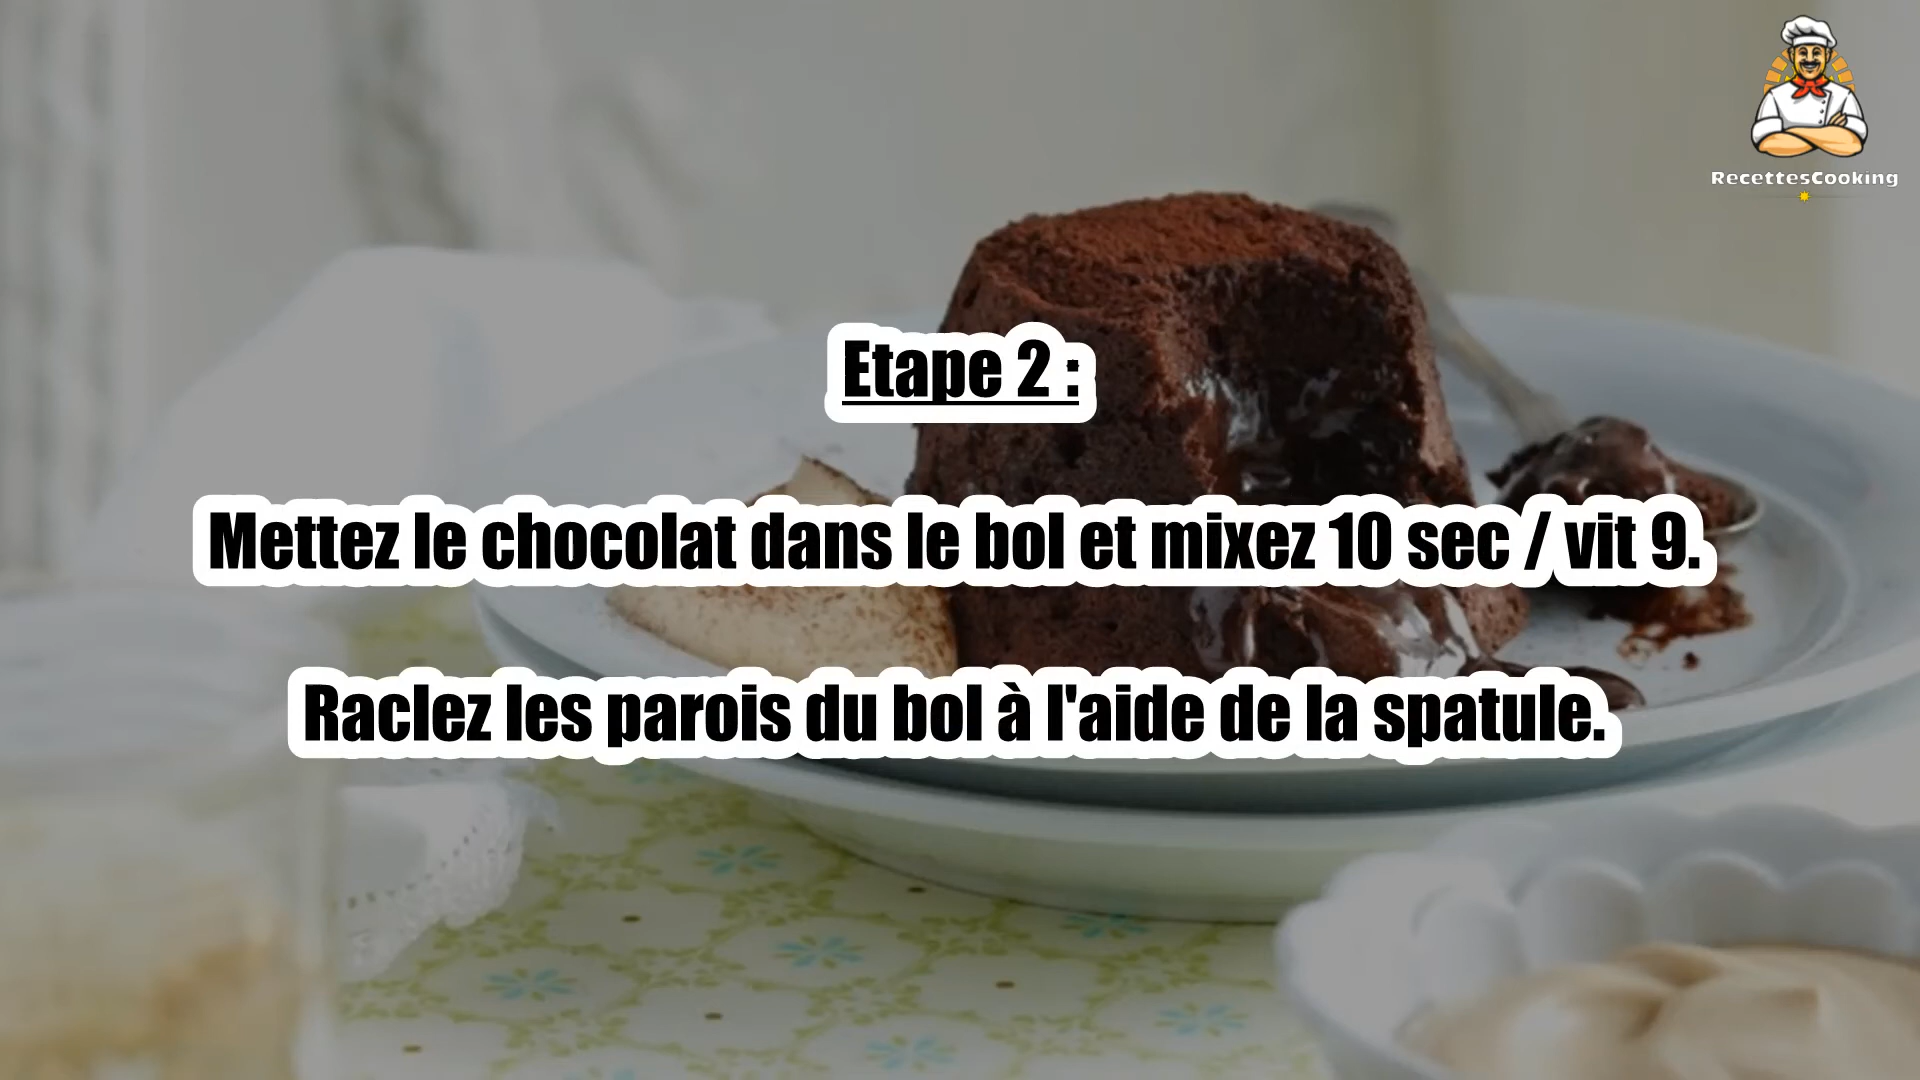 RecettesCooking
Etape 2 :
Mettez le chocolat dans le bol et mixez 10 sec / vit 9.
Raclez les parois du bol à l'aide de la spatule.